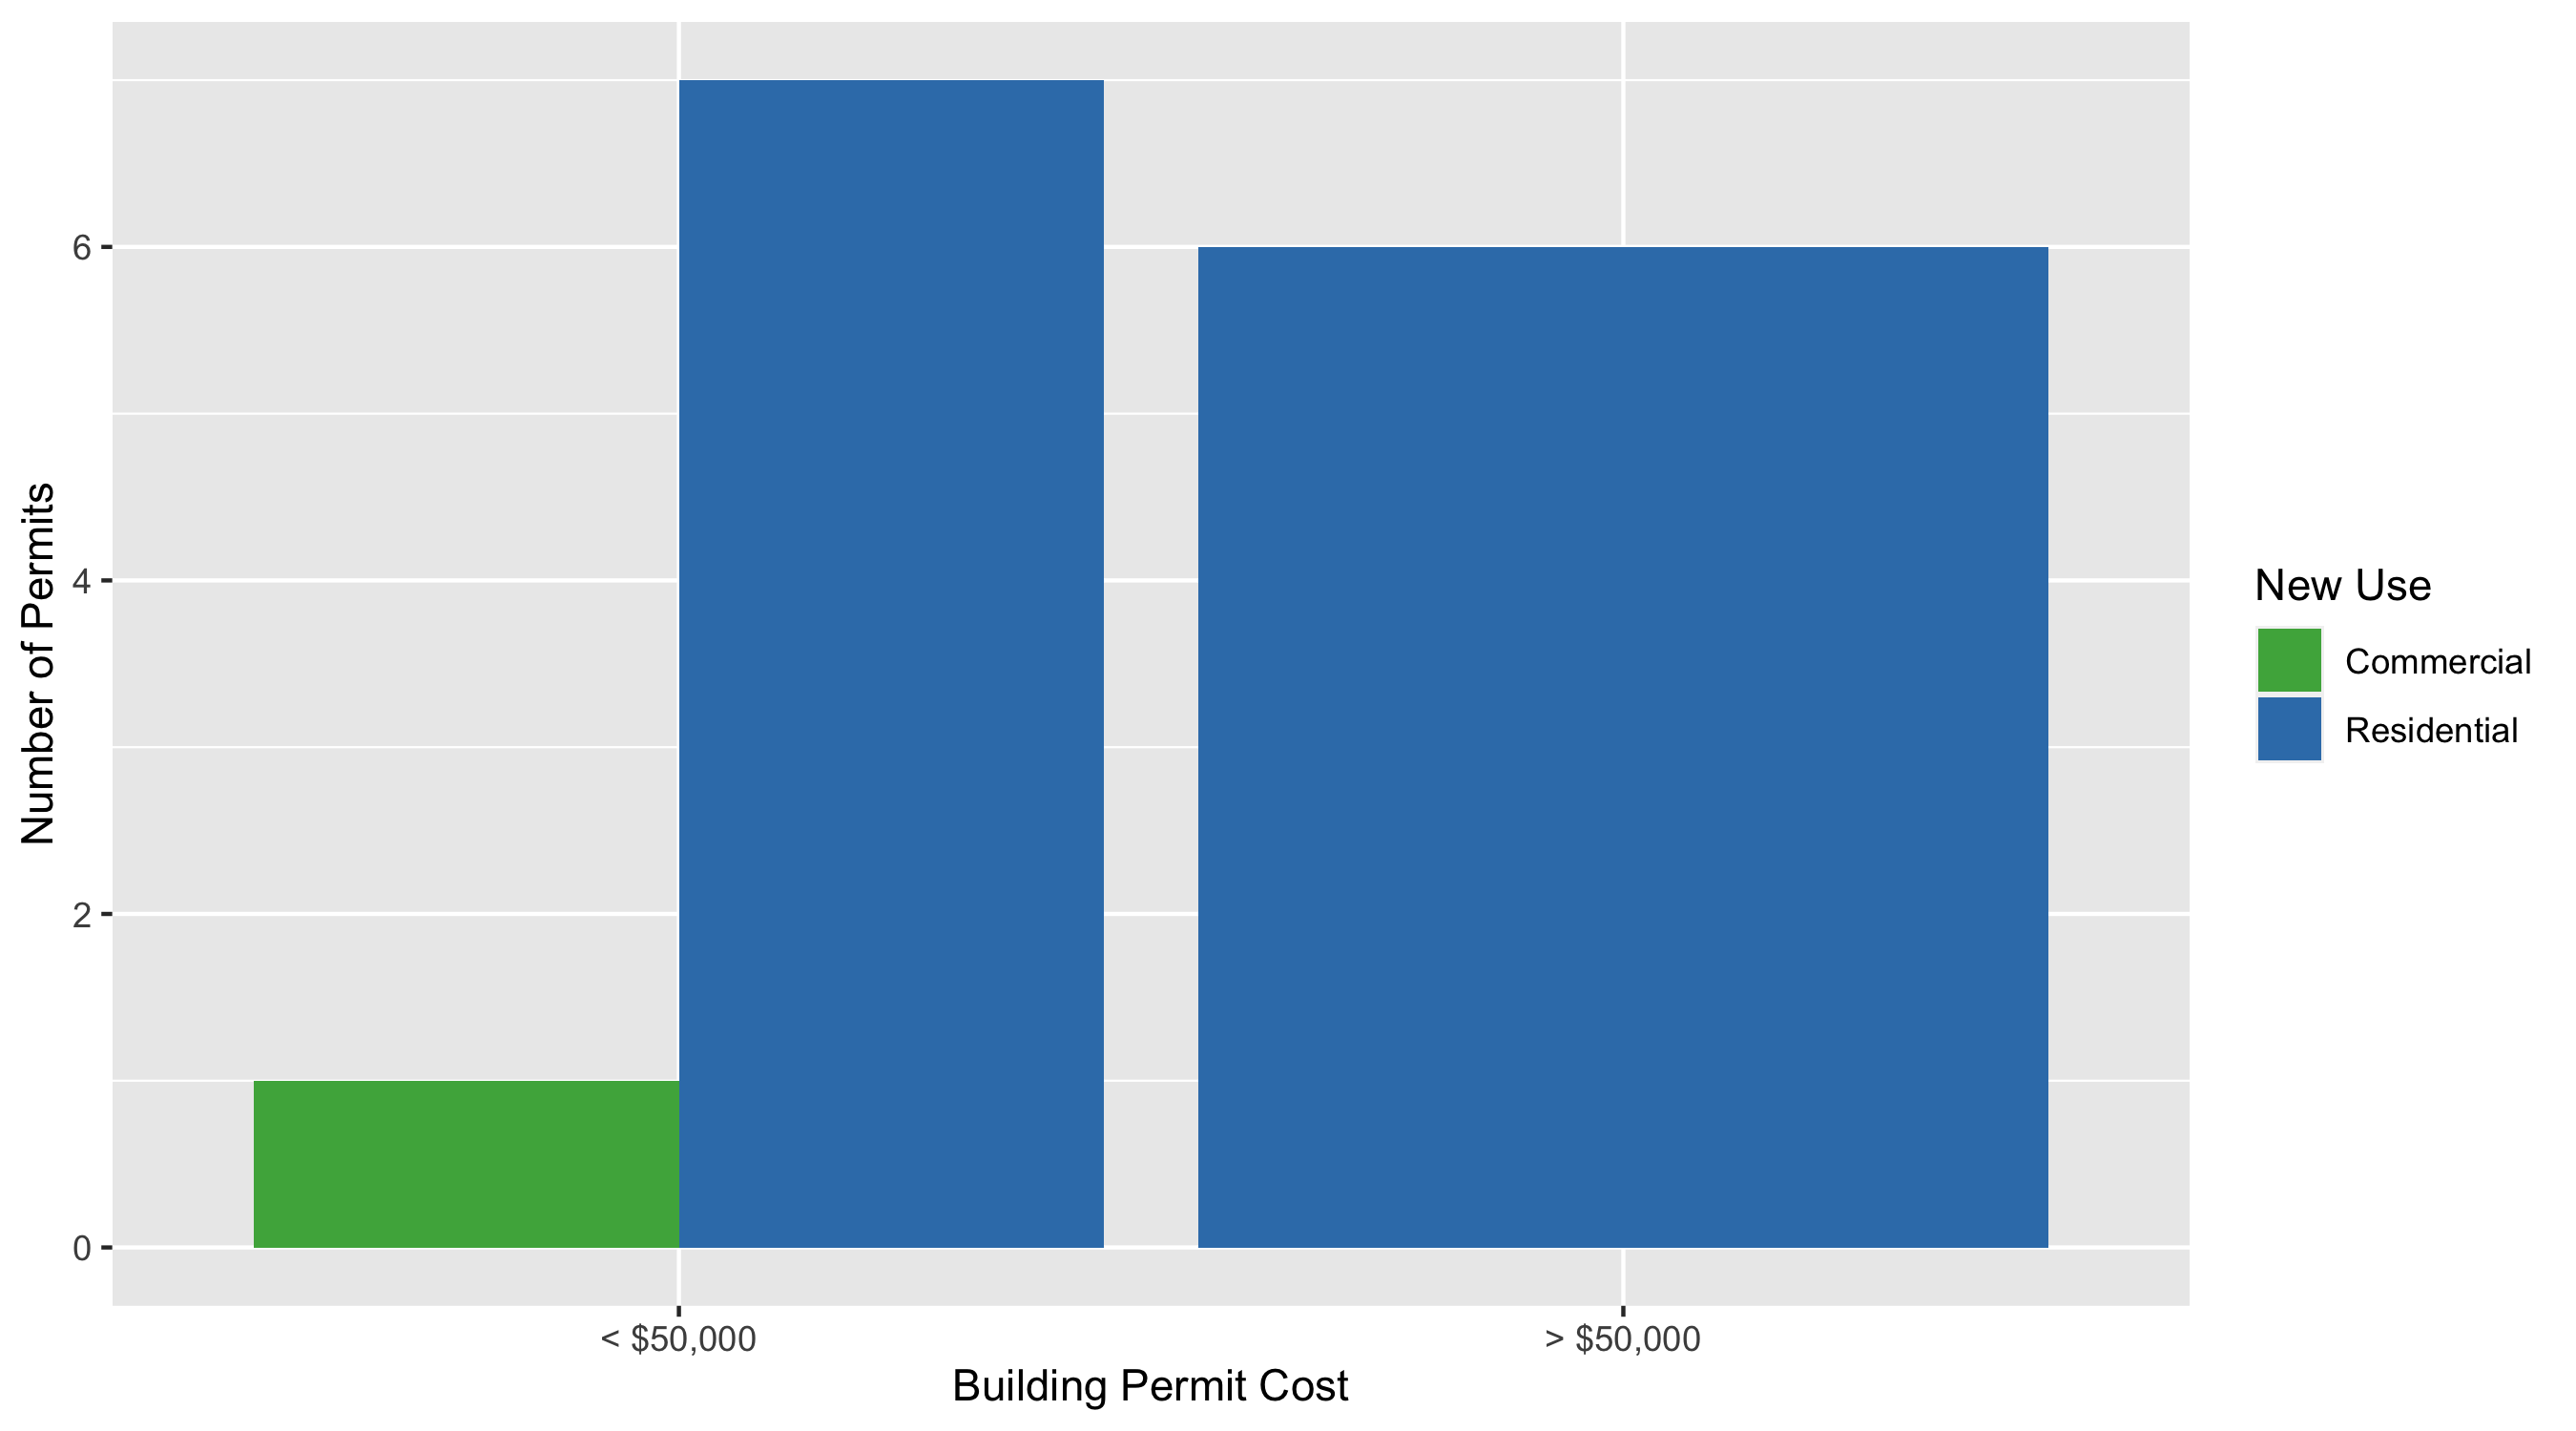 6
4
2
0
Number of Permits
< $50,000
> $50,000
Building Permit Cost
New Use
Commercial
Residential